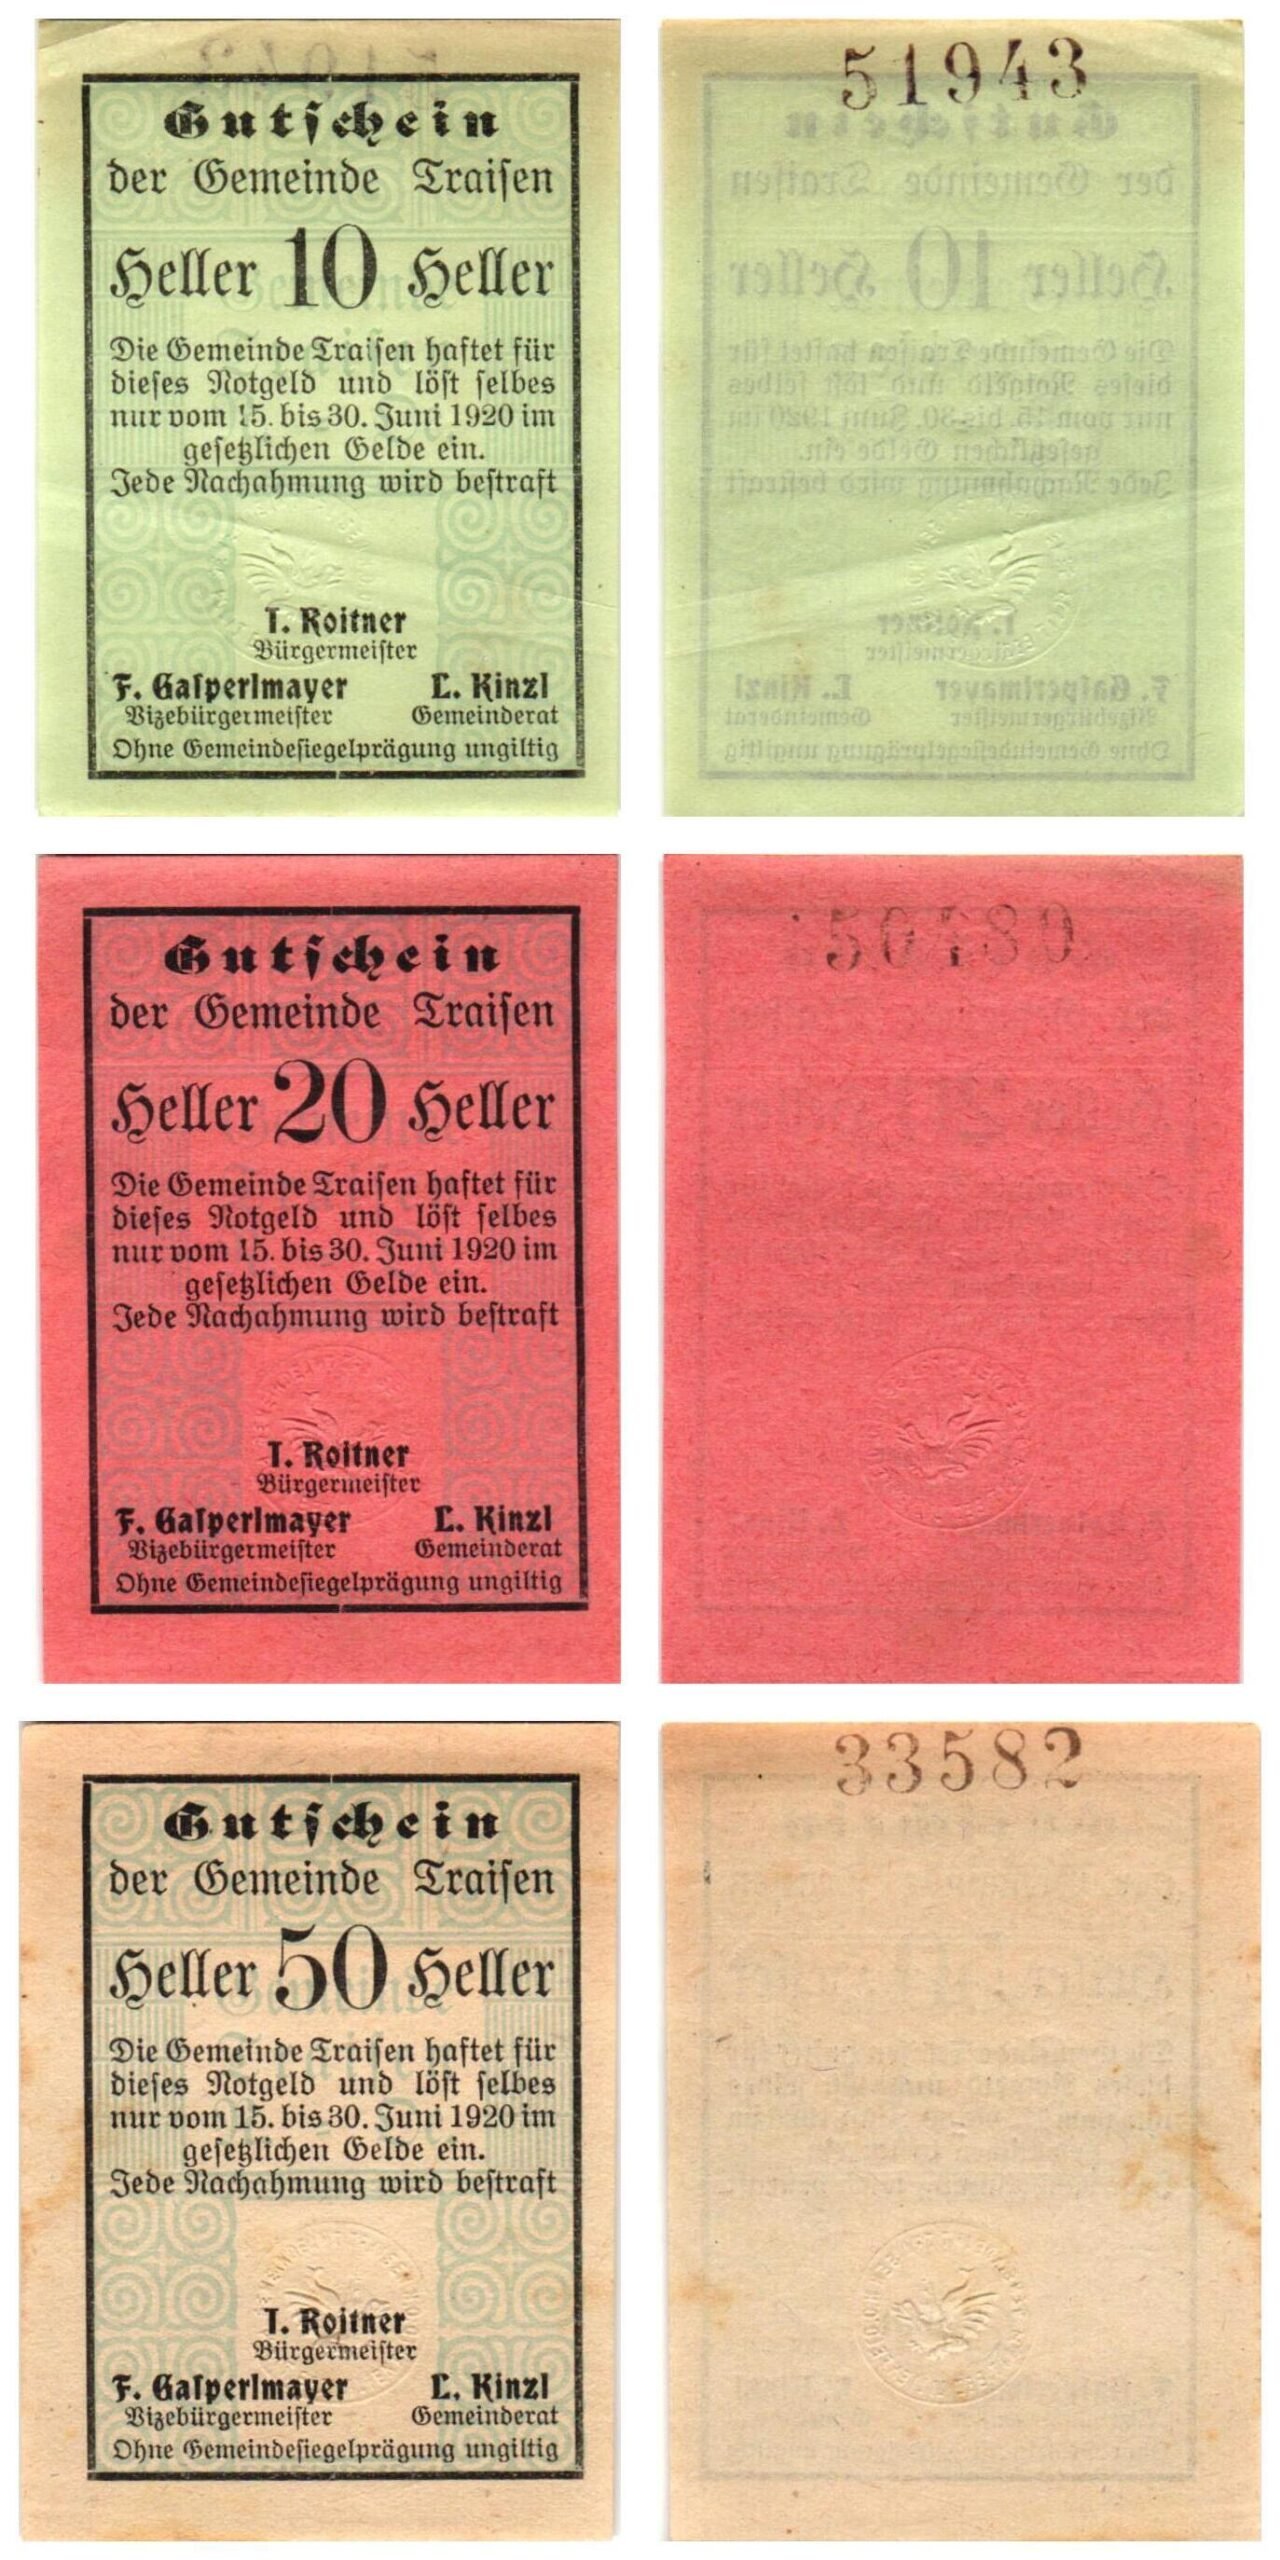 51943
Gutschein
der Gemeinde Traisen
Heller 10 Heller
Die Gemeinde Traisen haftet für
dieses Notgeld und löst selbes
nur vom 15. bis 30. Juni 1920 im
gesetzlichen Gelde ein.
Jede Nachahmung wird bestraft
I. Roitner
Bürgermeister
F. Gasperlmayer L. Kinzl
Vizebürgermeister Gemeinderat
Ohne Gemeindesiegelprägung ungiltig
Gutschein
der Gemeinde Traisen
Heller 20 Heller
Die Gemeinde Traisen haftet für
dieses Notgeld und löst selbes
nur vom 15. bis 30. Juni 1920 im
gesetzlichen Gelde ein.
Jede Nachahmung wird bestraft
I. Roitner
Bürgermeister
F. Gasperlmayer L. Kinzl
Vizebürgermeister Gemeinderat
Ohne Gemeindesiegelprägung ungiltig
33582
Gutschein
der Gemeinde Traisen
Heller 50 Heller
Die Gemeinde Traisen haftet für
dieses Notgeld und löst selbes
nur vom 15. bis 30. Juni 1920 im
gesetzlichen Gelde ein.
Jede Nachahmung wird bestraft
I. Roitner
Bürgermeister
F. Gasperlmayer L. Kinzl
Vizebürgermeister Gemeinderat
Ohne Gemeindesiegelprägung ungiltig